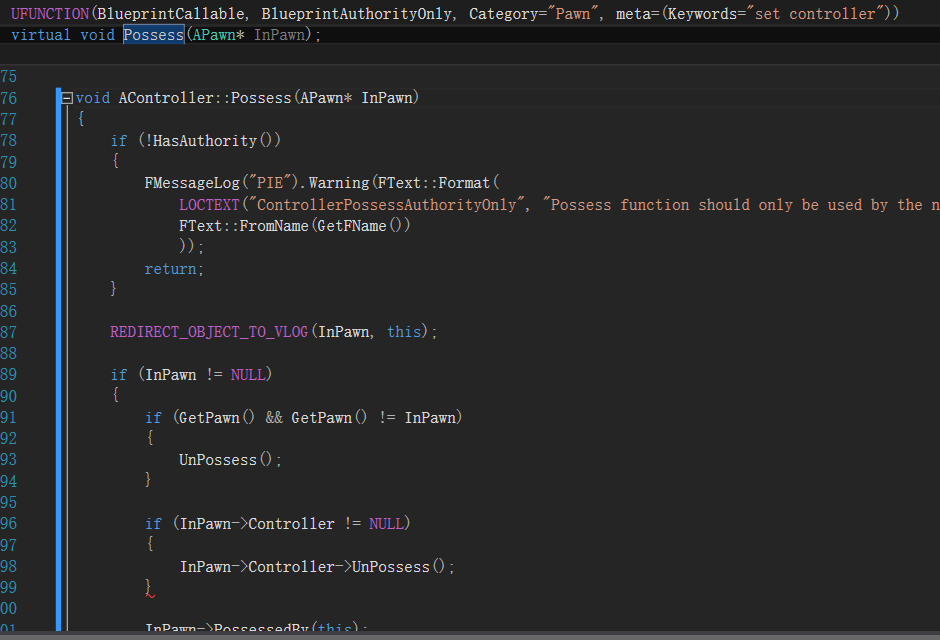 UFUNCTION(BlueprintCallable, BlueprintAuthorityOnly, Category="Pawn", meta=(Keywords="set controller"))
virtual void Possess(APawn* InPawn);
75
76 void AController::Possess(APawn* InPawn)
77 {
78 if (!HasAuthority())
79 {
80 FMessageLog("PIE").Warning(FText::Format(
81 LOCTEXT("ControllerPossessAuthorityOnly", "Possess function should only be used by the n
82 FText::FromName(GetFName())
83 ));
84 return;
85 }
86
87 REDIRECT_OBJECT_TO_VLOG(InPawn, this);
88
89 if (InPawn != NULL)
90 {
91 if (GetPawn() && GetPawn() != InPawn)
92 {
93 UnPossess();
94 }
95
96 if (InPawn->Controller != NULL)
97 {
98 InPawn->Controller->UnPossess();
99 }
00
01 InPawn->PossessedBy(this);